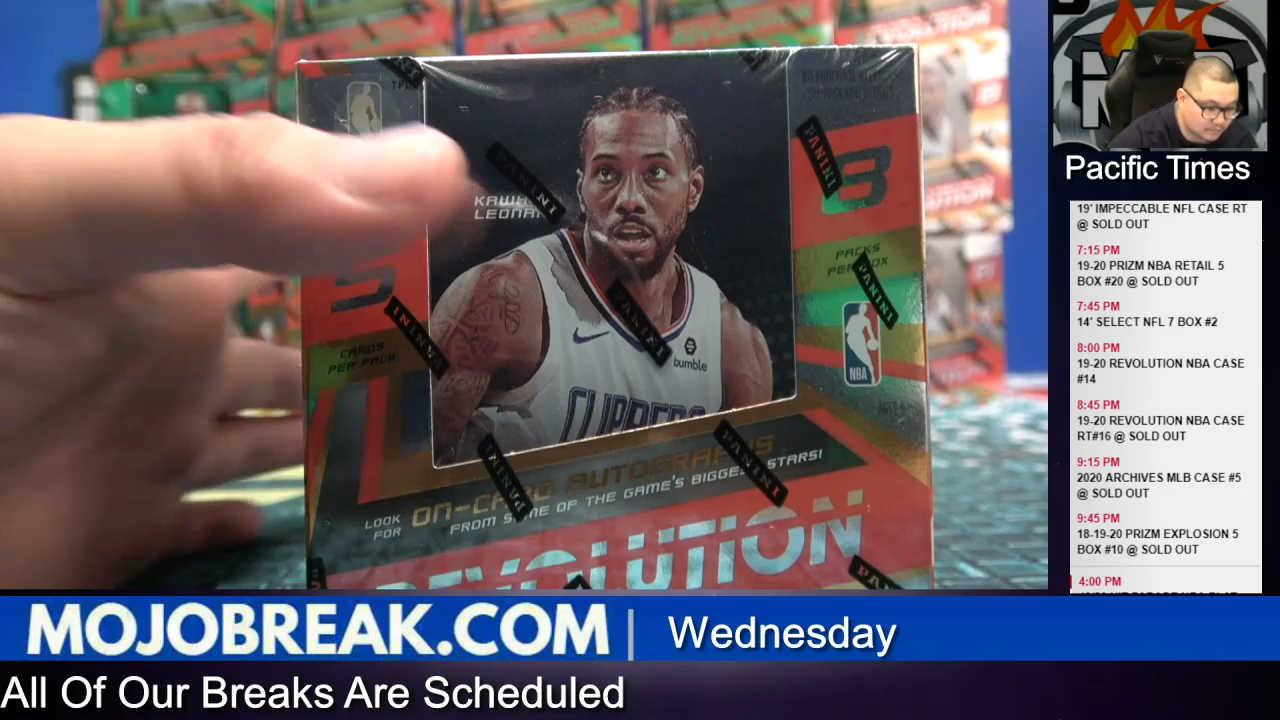 Pacific Times
19' IMPECCABLE NFL CASE RT
@ SOLD OUT
7:15 PM
19-20 PRIZM NBA RETAIL 5
BOX #20 @ SOLD OUT
7:45 PM
14' SELECT NFL 7 BOX #2
8:00 PM
19-20 REVOLUTION NBA CASE
#14
8:45 PM
19-20 REVOLUTION NBA CASE
RT#16 @ SOLD OUT
9:15 PM
2020 ARCHIVES MLB CASE #5
@ SOLD OUT
9:45 PM
18-19-20 PRIZM EXPLOSION 5
BOX #10 @ SOLD OUT
4:00 PM
PANINI
PANINI
PANINI
PANINI
PANINI
PANINI
PANINI
8
PACKS
PER BOX
5
CARDS
PER PACK
NBA
bumble
CLIPPERS
LOOK
FOR
ON-CARD AUTOGRAPHS
FROM SOME OF THE GAME'S BIGGEST STARS!
REVOLUTION
MOJOBREAK.COM | Wednesday
All Of Our Breaks Are Scheduled